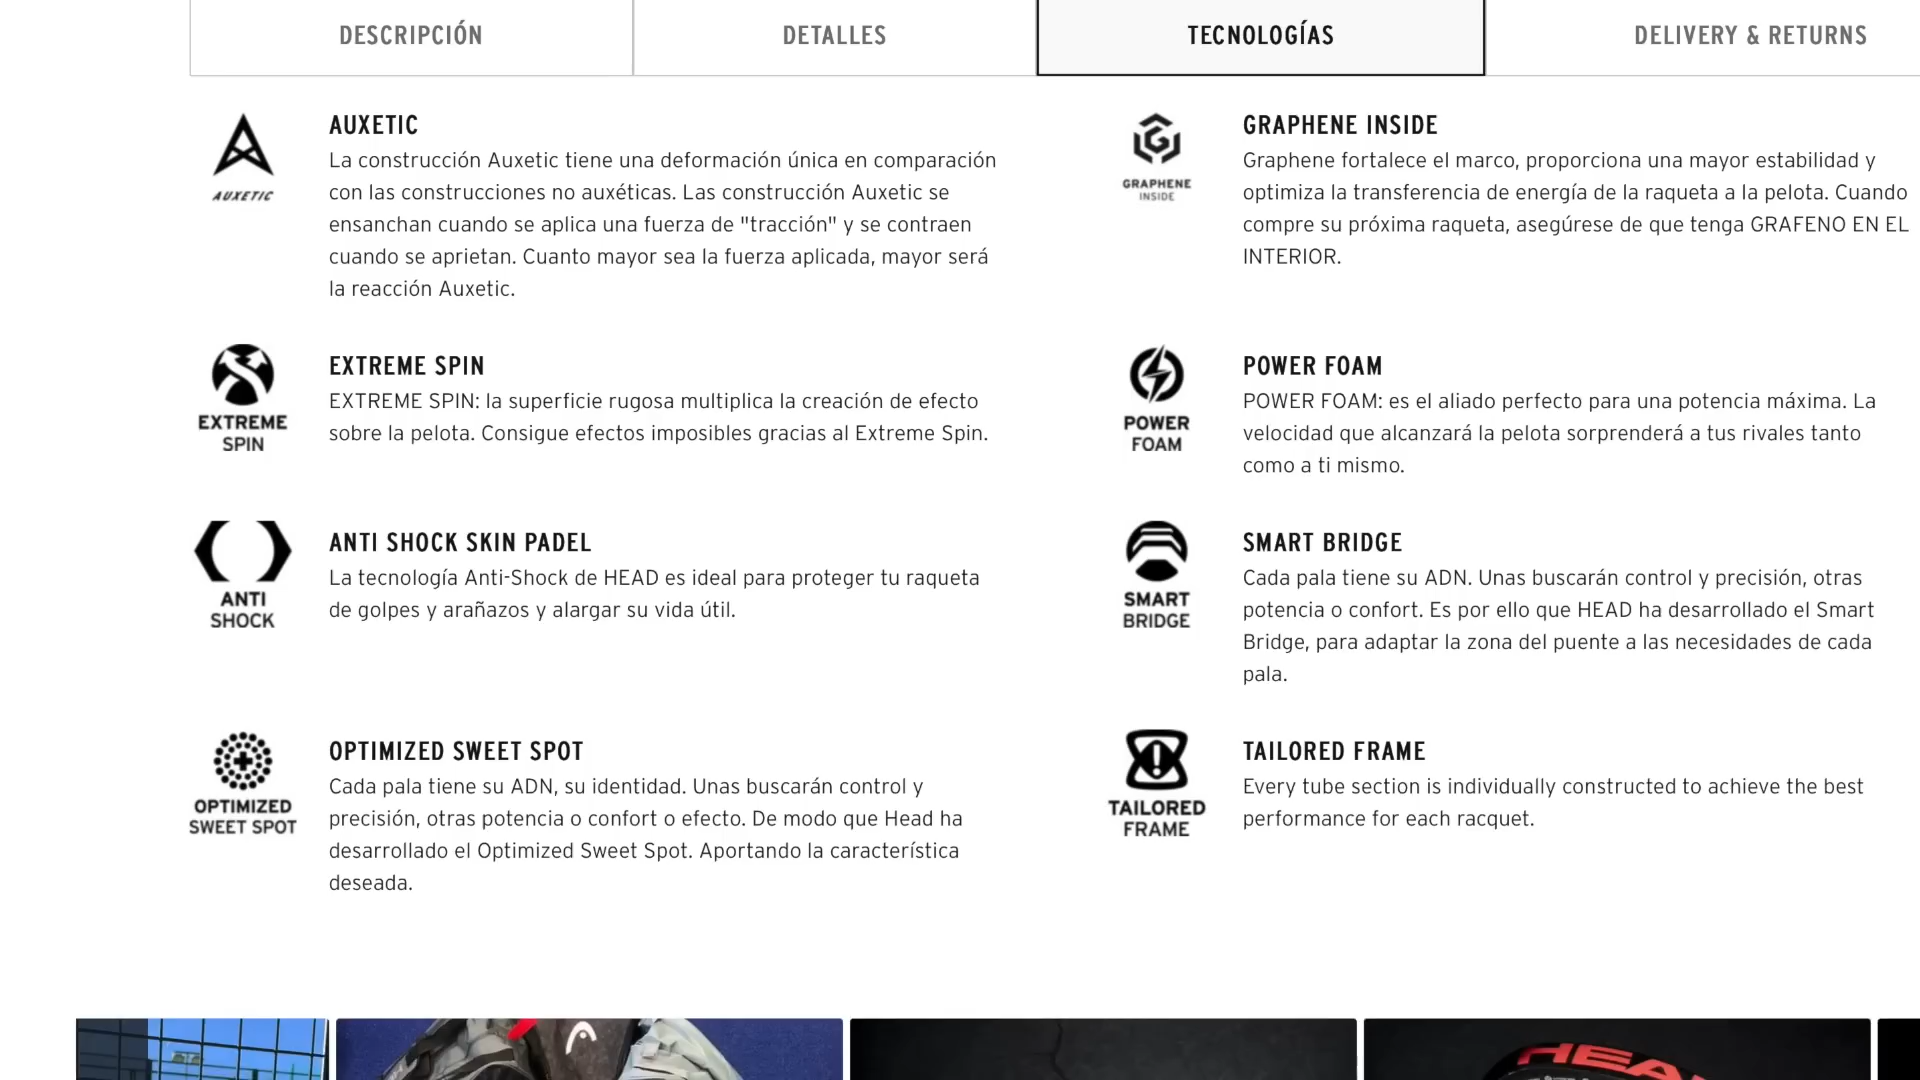 DESCRIPCIÓN
DETALLES
TECNOLOGÍAS
DELIVERY & RETURNS
AUXETIC
AUXETIC
La construcción Auxetic tiene una deformación única en comparación
con las construcciones no auxéticas. Las construcción Auxetic se
ensanchan cuando se aplica una fuerza de "tracción" y se contraen
cuando se aprietan. Cuanto mayor sea la fuerza aplicada, mayor será
la reacción Auxetic.
GRAPHENE
INSIDE
GRAPHENE INSIDE
Graphene fortalece el marco, proporciona una mayor estabilidad y
optimiza la transferencia de energía de la raqueta a la pelota. Cuando
compre su próxima raqueta, asegúrese de que tenga GRAFENO EN EL
INTERIOR.
EXTREME
SPIN
EXTREME SPIN
EXTREME SPIN: la superficie rugosa multiplica la creación de efecto
sobre la pelota. Consigue efectos imposibles gracias al Extreme Spin.
POWER
FOAM
POWER FOAM
POWER FOAM: es el aliado perfecto para una potencia máxima. La
velocidad que alcanzará la pelota sorprenderá a tus rivales tanto
como a ti mismo.
ANTI
SHOCK
ANTI SHOCK SKIN PADEL
La tecnología Anti-Shock de HEAD es ideal para proteger tu raqueta
de golpes y arañazos y alargar su vida útil.
SMART
BRIDGE
SMART BRIDGE
Cada pala tiene su ADN. Unas buscarán control y precisión, otras
potencia o confort. Es por ello que HEAD ha desarrollado el Smart
Bridge, para adaptar la zona del puente a las necesidades de cada
pala.
OPTIMIZED
SWEET SPOT
OPTIMIZED SWEET SPOT
Cada pala tiene su ADN, su identidad. Unas buscarán control y
precisión, otras potencia o confort o efecto. De modo que Head ha
desarrollado el Optimized Sweet Spot. Aportando la característica
deseada.
TAILORED
FRAME
TAILORED FRAME
Every tube section is individually constructed to achieve the best
performance for each racquet.